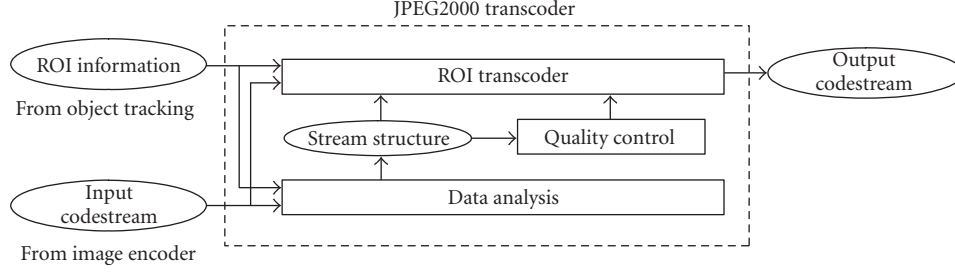 JPEG2000 transcoder
ROI information
From object tracking
ROI transcoder
Output
codestream
Stream structure
Quality control
Input
codestream
From image encoder
Data analysis